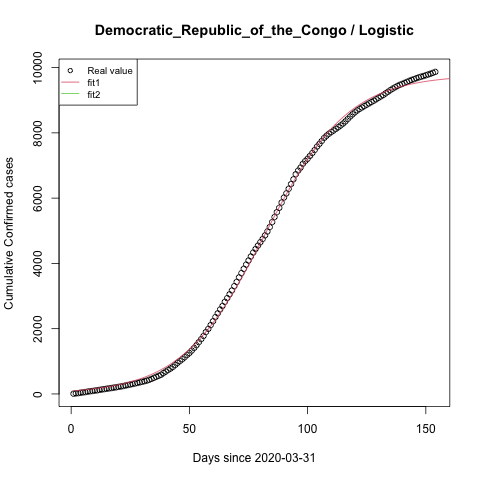 Democratic_Republic_of_the_Congo / Logistic
Real value
fit1
fit2
Cumulative Confirmed cases
10000
8000
6000
4000
2000
0
0 50 100 150
Days since 2020-03-31